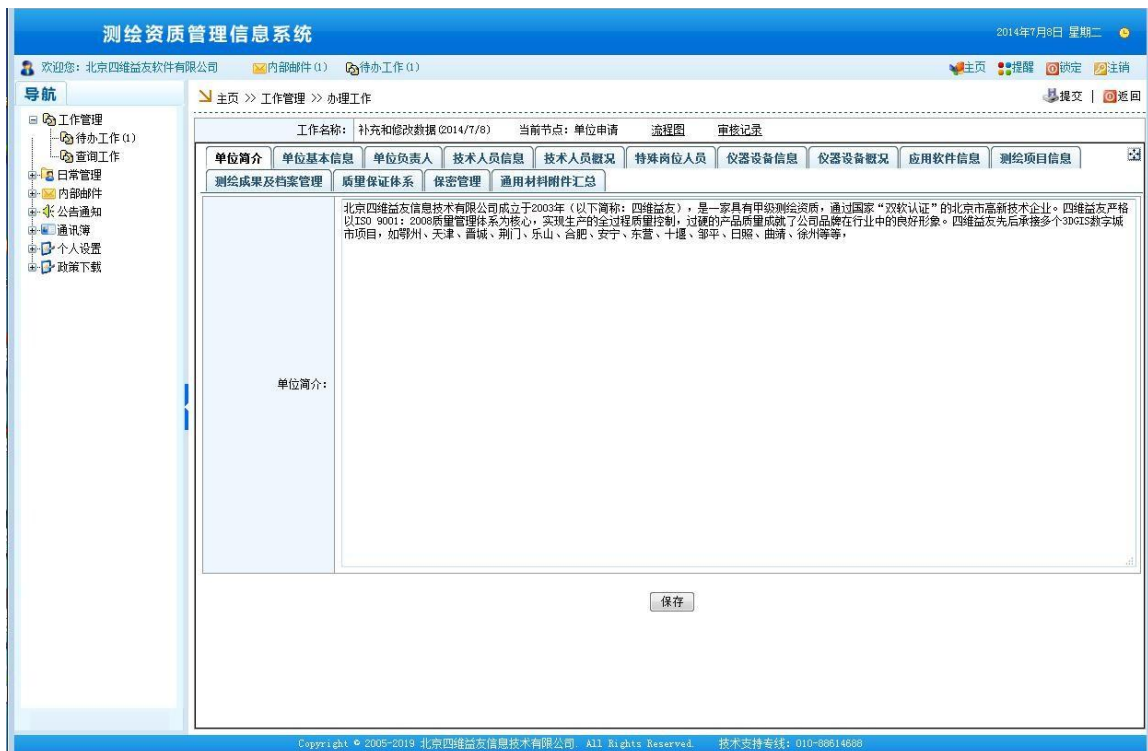 测绘资质管理信息系统
2014年7月8日 星期二
欢迎您：北京四维益友软件有限公司 内部邮件(1) 待办工作(1)
主页 提醒 锁定 注销
导航
主页 >> 工作管理 >> 办理工作
提交 | 返回
工作管理
待办工作(1)
查询工作
日常管理
内部邮件
公告通知
通讯簿
个人设置
政策下载
工作名称： 补充和修改数据(2014/7/8) 当前节点：单位申请 流程图 审核记录
单位简介 单位基本信息 单位负责人 技术人员信息 技术人员概况 特殊岗位人员 仪器设备信息 仪器设备概况 应用软件信息 测绘项目信息
测绘成果及档案管理 质量保证体系 保密管理 通用材料附件汇总
单位简介：
北京四维益友信息技术有限公司成立于2003年（以下简称：四维益友），是一家具有甲级测绘资质，通过国家“双软认证”的北京市高新技术企业。四维益友严格
以ISO 9001：2008质量管理体系为核心，实现生产的全过程质量控制，过硬的产品质量成就了公司品牌在行业中的良好形象。四维益友先后承接多个3DGIS数字城
市项目，如鄂州、天津、晋城、荆门、乐山、合肥、安宁、东营、十堰、邹平、日照、曲靖、徐州等等，
保存
Copyright © 2005-2019 北京四维益友信息技术有限公司. All Rights Reserved. 技术支持专线：010-88614688